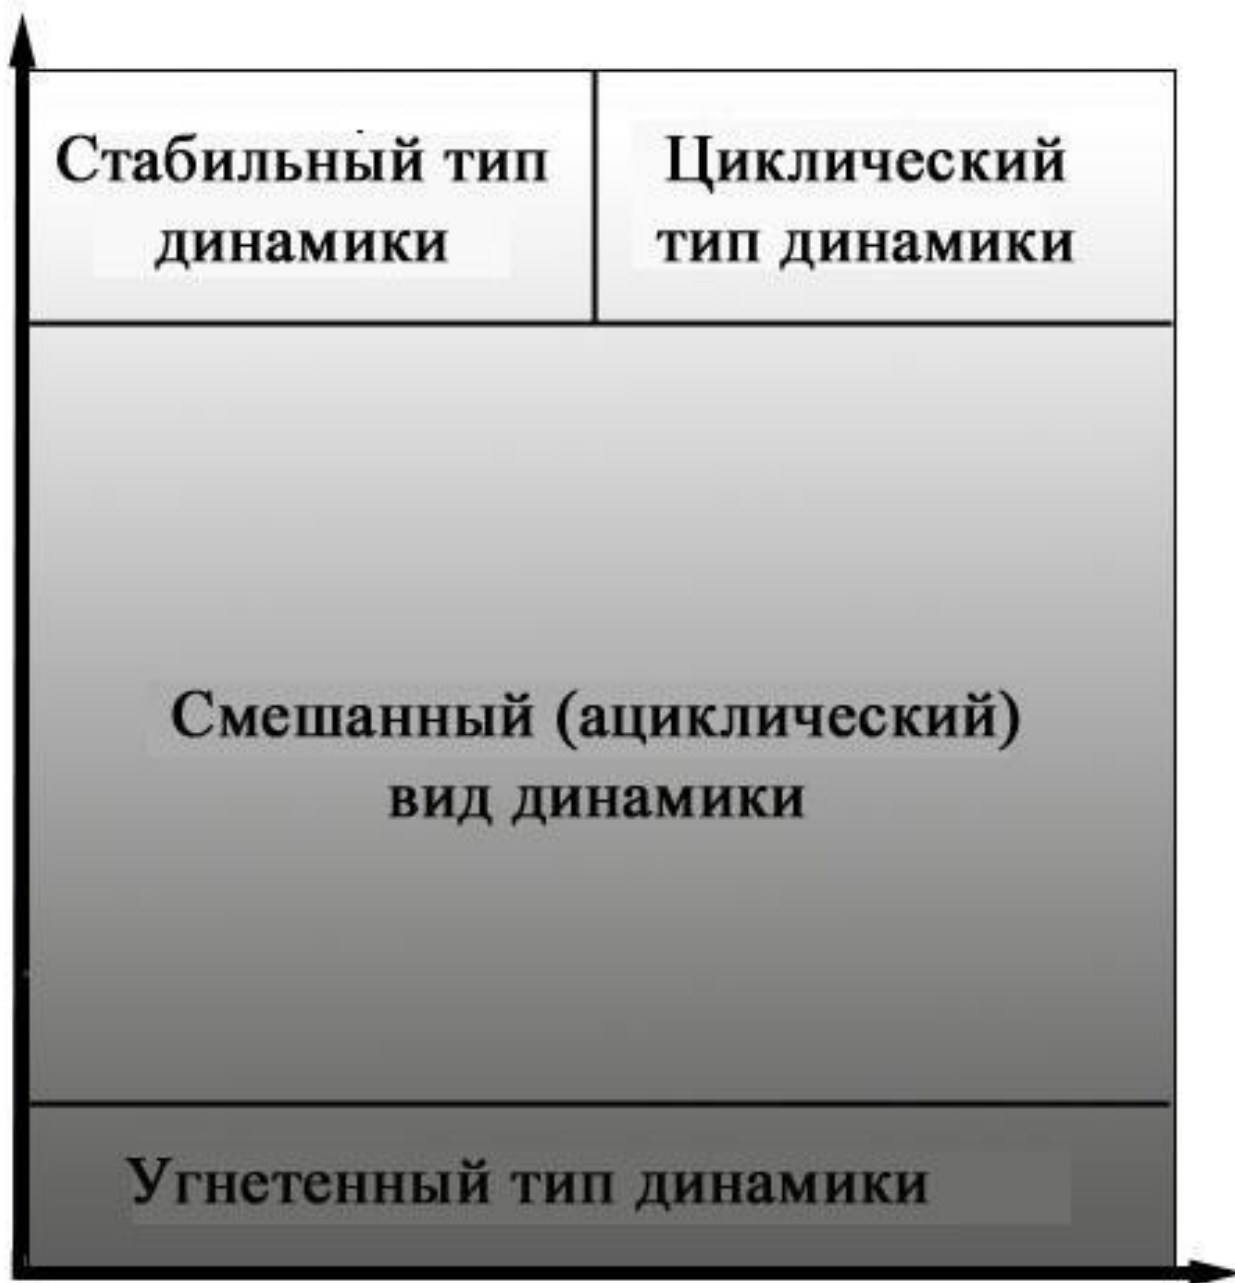 Стабильный тип
динамики
Циклический
тип динамики
Смешанный (ациклический)
вид динамики
Угнетенный тип динамики